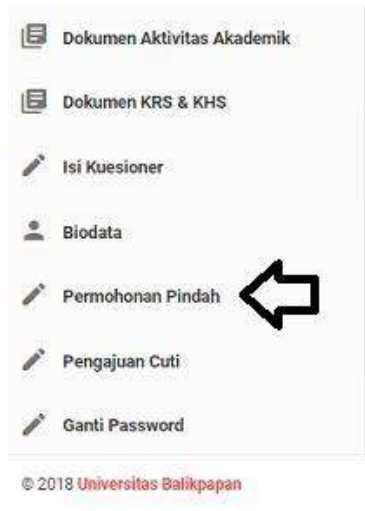 Dokumen Aktivitas Akademik
Dokumen KRS & KHS
Isi Kuesioner
Biodata
Permohonan Pindah
Pengajuan Cuti
Ganti Password
© 2018 Universitas Balikpapan